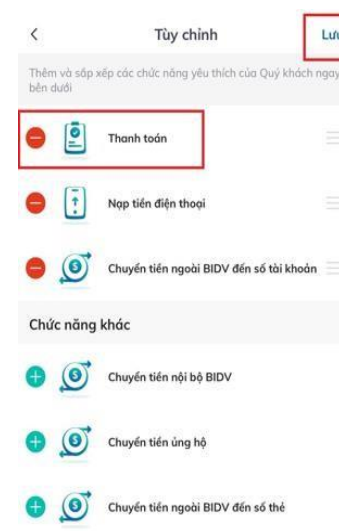 Tùy chỉnh
Lưu
Thêm và sắp xếp các chức năng yêu thích của Quý khách ngay
bên dưới
Thanh toán
Nạp tiền điện thoại
Chuyển tiền ngoài BIDV đến số tài khoản
Chức năng khác
Chuyển tiền nội bộ BIDV
Chuyển tiền ủng hộ
Chuyển tiền ngoài BIDV đến số thẻ